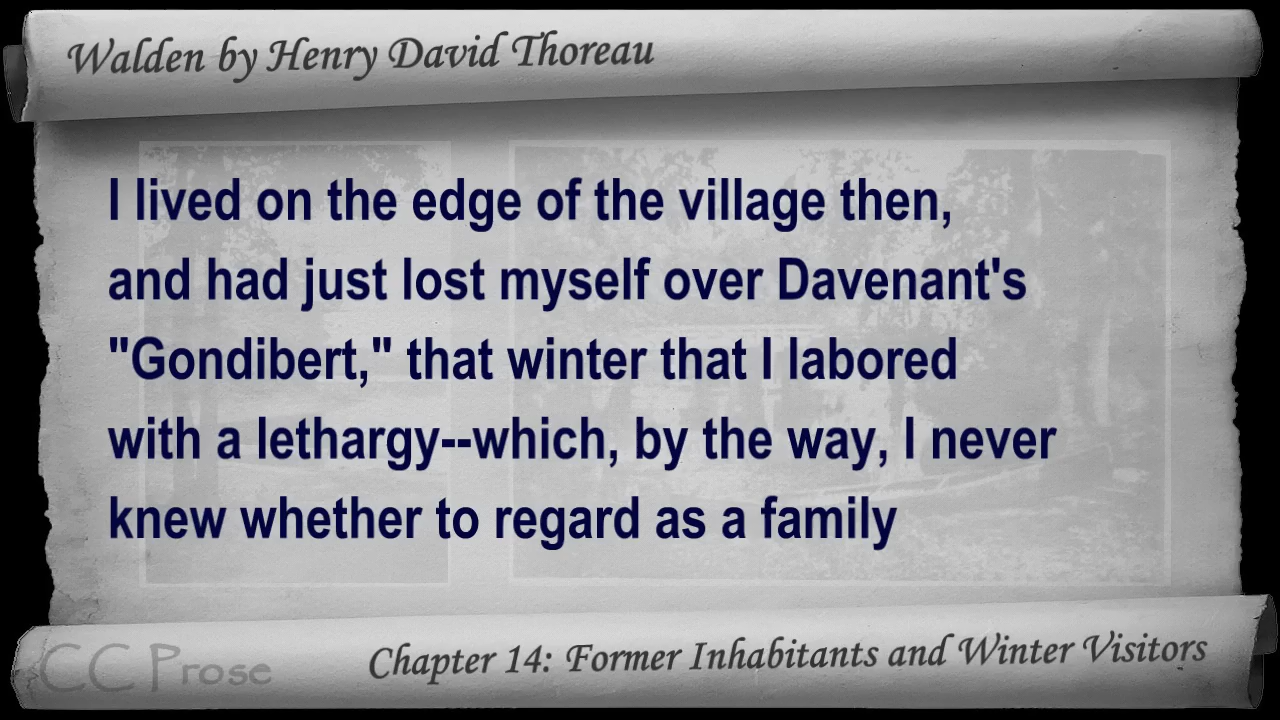 Walden by Henry David Thoreau
I lived on the edge of the village then,
and had just lost myself over Davenant's
"Gondibert," that winter that I labored
with a lethargy--which, by the way, I never
knew whether to regard as a family
CC Prose
Chapter 14: Former Inhabitants and Winter Visitors